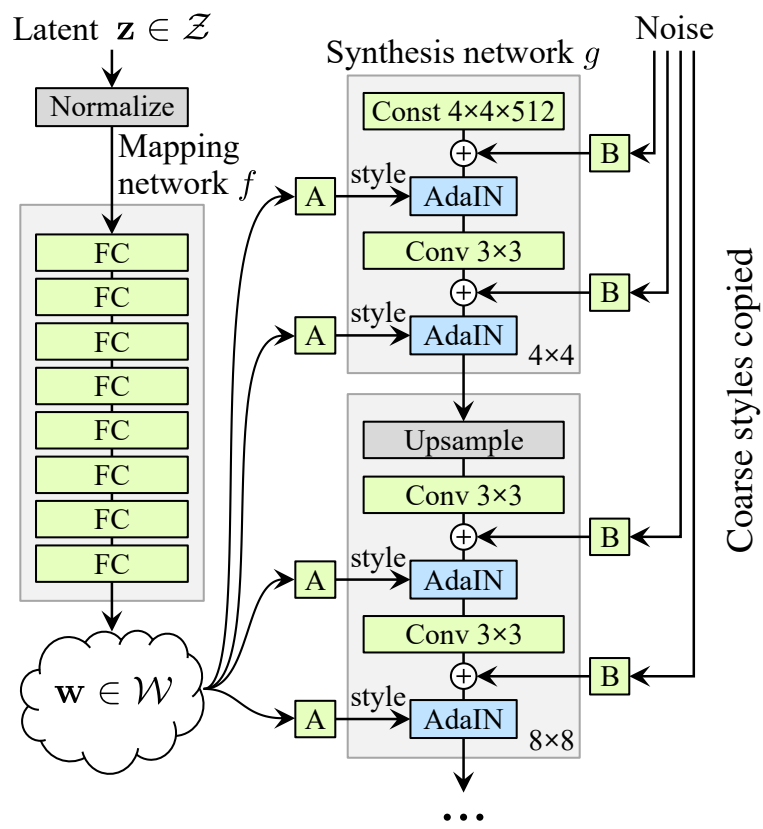 Latent z ∈ 𝒵
Normalize
Mapping
network f
FC
FC
FC
FC
FC
FC
FC
FC
w ∈ 𝒲
Synthesis network g
Noise
Const 4×4×512
+
B
A
style
AdaIN
Conv 3×3
+
B
A
style
AdaIN
4×4
Upsample
Conv 3×3
+
B
A
style
AdaIN
Conv 3×3
+
B
A
style
AdaIN
8×8
...
Coarse styles copied